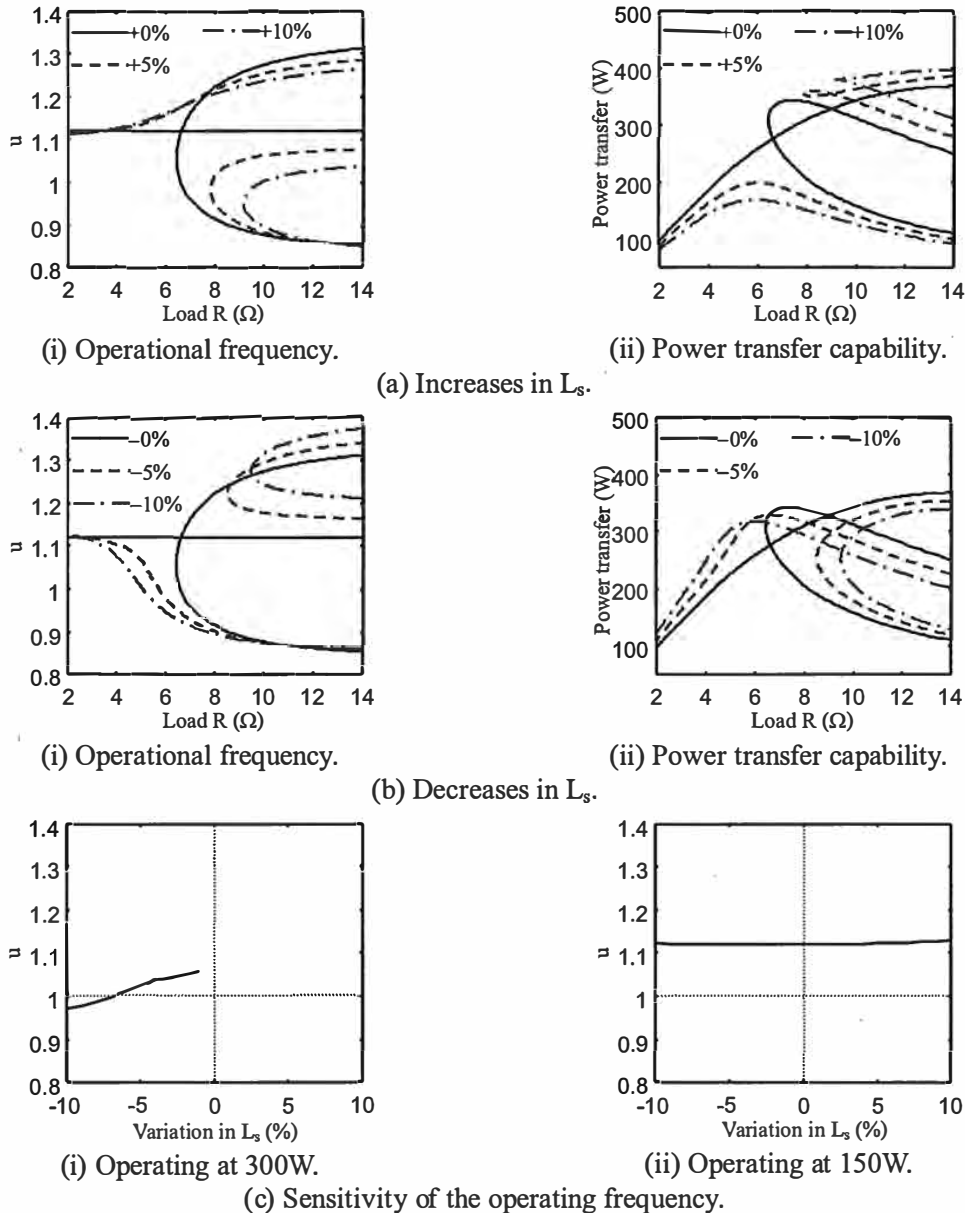 1.4
1.3
1.2
1.1
1
0.9
0.8
u
+0% +10%
+5%
2 4 6 8 10 12 14
Load R (Ω)
(i) Operational frequency.
500
400
300
200
100
Power transfer (W)
+0% +10%
+5%
2 4 6 8 10 12 14
Load R (Ω)
(ii) Power transfer capability.
(a) Increases in Ls.
1.4
1.3
1.2
1.1
1
0.9
0.8
u
−0%
−5%
−10%
2 4 6 8 10 12 14
Load R (Ω)
(i) Operational frequency.
500
400
300
200
100
Power transfer (W)
−0% −10%
−5%
2 4 6 8 10 12 14
Load R (Ω)
(ii) Power transfer capability.
(b) Decreases in Ls.
1.4
1.3
1.2
1.1
1
0.9
0.8
u
-10 -5 0 5 10
Variation in Ls (%)
(i) Operating at 300W.
1.4
1.3
1.2
1.1
1
0.9
0.8
u
-10 -5 0 5 10
Variation in Ls (%)
(ii) Operating at 150W.
(c) Sensitivity of the operating frequency.